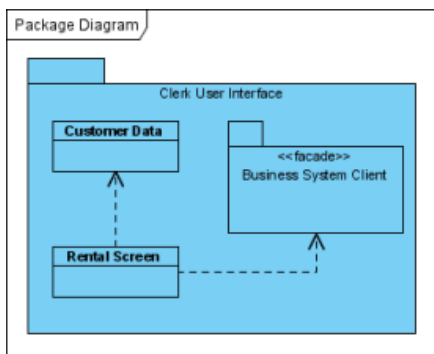 Package Diagram
Clerk User Interface
Customer Data
<<facade>>
Business System Client
Rental Screen